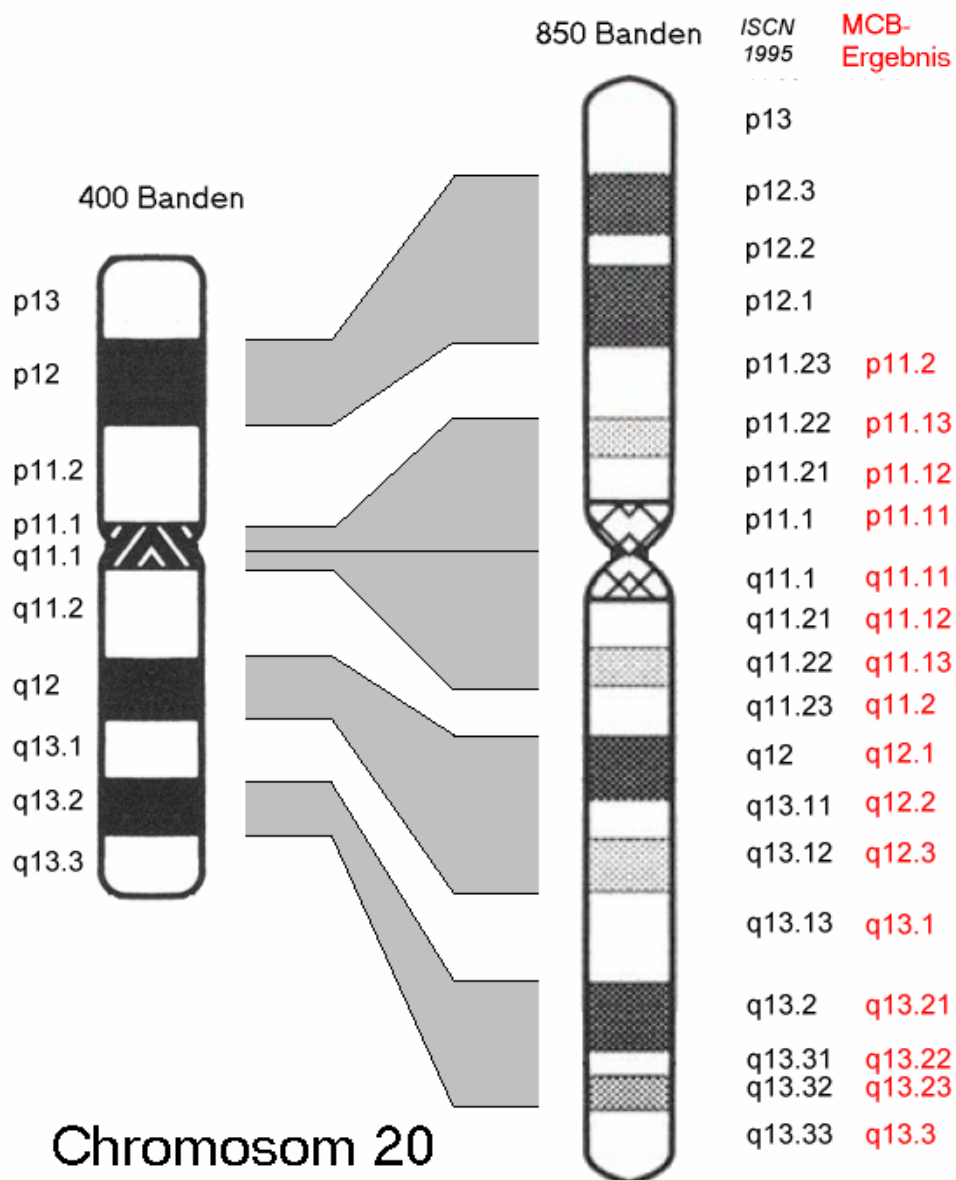 850 Banden
ISCN
1995
MCB-
Ergebnis
400 Banden
p13
p12
p11.2
p11.1
q11.1
q11.2
q12
q13.1
q13.2
q13.3
p13
p12.3
p12.2
p12.1
p11.23 p11.2
p11.22 p11.13
p11.21 p11.12
p11.1 p11.11
q11.1 q11.11
q11.21 q11.12
q11.22 q11.13
q11.23 q11.2
q12 q12.1
q13.11 q12.2
q13.12 q12.3
q13.13 q13.1
q13.2 q13.21
q13.31 q13.22
q13.32 q13.23
q13.33 q13.3
Chromosom 20